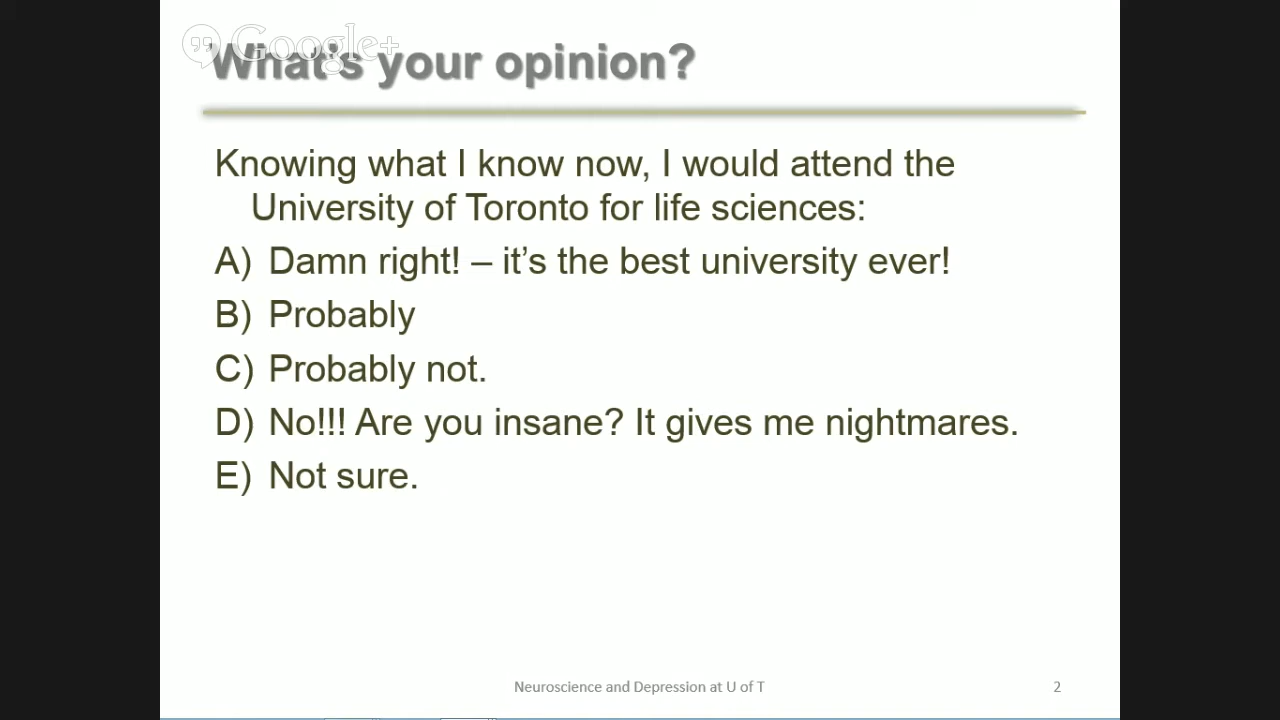 Google+
What's your opinion?
Knowing what I know now, I would attend the
University of Toronto for life sciences:
A) Damn right! – it’s the best university ever!
B) Probably
C) Probably not.
D) No!!! Are you insane? It gives me nightmares.
E) Not sure.
Neuroscience and Depression at U of T
2